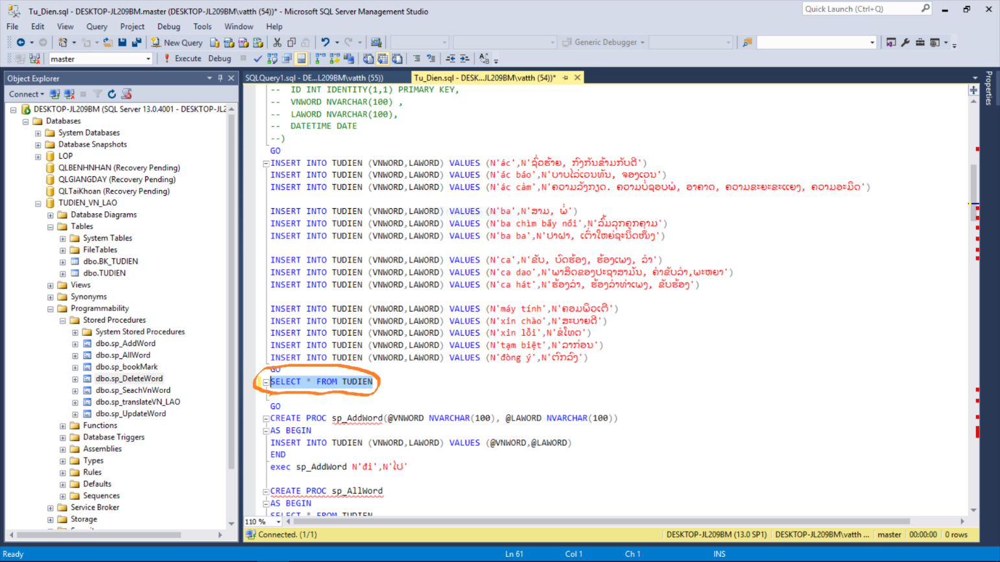 Tu_Dien.sql - DESKTOP-JL209BM.master (DESKTOP-JL209BM\vatth (54))* - Microsoft SQL Server Management Studio
Quick Launch (Ctrl+Q)
File Edit View Query Project Debug Tools Window Help
New Query
Generic Debugger
master
Execute Debug
Object Explorer
Connect
DESKTOP-JL209BM (SQL Server 13.0.4001 - DESKTOP-JL2
Databases
System Databases
Database Snapshots
LOP
QLBENHNHAN (Recovery Pending)
QLGIANGDAY (Recovery Pending)
QLTaiKhoan (Recovery Pending)
TUDIEN_VN_LAO
Database Diagrams
Tables
System Tables
FileTables
dbo.BK_TUDIEN
dbo.TUDIEN
Views
Synonyms
Programmability
Stored Procedures
System Stored Procedures
dbo.sp_AddWord
dbo.sp_AllWord
dbo.sp_bookMark
dbo.sp_DeleteWord
dbo.sp_SeachVnWord
dbo.sp_translateVN_LAO
dbo.sp_UpdateWord
Functions
Database Triggers
Assemblies
Types
Rules
Defaults
Sequences
Service Broker
Storage
SQLQuery1.sql - DE...L209BM\vatth (55))
Tu_Dien.sql - DESK...JL209BM\vatth (54))*
Properties
-- ID INT IDENTITY(1,1) PRIMARY KEY,
-- VNWORD NVARCHAR(100) ,
-- LAWORD NVARCHAR(100),
-- DATETIME DATE
--)
GO
INSERT INTO TUDIEN (VNWORD,LAWORD) VALUES (N'ác',N'ຊົ່ວຮ້າຍ, ກົງກັນຂ້າມກັບດີ')
INSERT INTO TUDIEN (VNWORD,LAWORD) VALUES (N'ác báo',N'ບາບໄລ່ເວນທັນ, ຈອງເວນ')
INSERT INTO TUDIEN (VNWORD,LAWORD) VALUES (N'ác cảm',N'ຄວາມລັງກຽດ. ຄວາມບໍ່ຊອບພໍ, ອາຄາດ, ຄວາມຂະຍະຂະແຍງ, ຄວາມອະມິດ')
INSERT INTO TUDIEN (VNWORD,LAWORD) VALUES (N'ba',N'ສາມ, ພໍ່')
INSERT INTO TUDIEN (VNWORD,LAWORD) VALUES (N'ba chìm bẩy nổi',N'ລົ້ມລຸກຄຸກຄາມ')
INSERT INTO TUDIEN (VNWORD,LAWORD) VALUES (N'ba ba',N'ປາຝາ, ເຕົ່າໃຫຍ່ຊະນິດໜຶ່ງ')
INSERT INTO TUDIEN (VNWORD,LAWORD) VALUES (N'ca',N'ຂັບ, ບົດຮ້ອງ, ຮ້ອງເພງ, ລຳ')
INSERT INTO TUDIEN (VNWORD,LAWORD) VALUES (N'ca dao',N'ພາສິດຂອງປະຊາສາມັນ, ຄຳຂັບລຳ,ພະຫຍາ')
INSERT INTO TUDIEN (VNWORD,LAWORD) VALUES (N'ca hát',N'ຮ້ອງລຳ, ຮ້ອງລຳທຳເພງ, ຂັບຮ້ອງ')
INSERT INTO TUDIEN (VNWORD,LAWORD) VALUES (N'máy tính',N'ຄອມພິວເຕີ')
INSERT INTO TUDIEN (VNWORD,LAWORD) VALUES (N'xin chào',N'ສະບາຍດີ')
INSERT INTO TUDIEN (VNWORD,LAWORD) VALUES (N'xin lỗi',N'ຂໍໂທດ')
INSERT INTO TUDIEN (VNWORD,LAWORD) VALUES (N'tạm biệt',N'ລາກ່ອນ')
INSERT INTO TUDIEN (VNWORD,LAWORD) VALUES (N'đồng ý',N'ຕົກລົງ')
GO
SELECT * FROM TUDIEN
GO
CREATE PROC sp_AddWord(@VNWORD NVARCHAR(100), @LAWORD NVARCHAR(100))
AS BEGIN
INSERT INTO TUDIEN (VNWORD,LAWORD) VALUES (@VNWORD,@LAWORD)
END
exec sp_AddWord N'đi',N'ໄປ'
CREATE PROC sp_AllWord
AS BEGIN
SELECT * FROM TUDIEN
110 %
Connected. (1/1)
DESKTOP-JL209BM (13.0 SP1) DESKTOP-JL209BM\vatth ... master 00:00:00 0 rows
Ready Ln 61 Col 1 Ch 1 INS